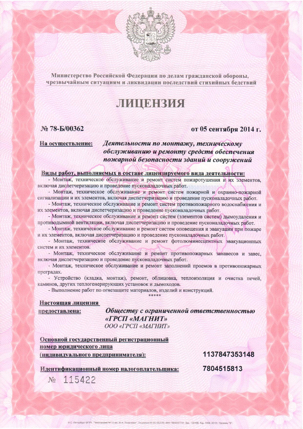 Министерство Российской Федерации по делам гражданской обороны,
чрезвычайным ситуациям и ликвидации последствий стихийных бедствий
ЛИЦЕНЗИЯ
№ 78-Б/00362
от 05 сентября 2014 г.
На осуществление:
Деятельности по монтажу, техническому
обслуживанию и ремонту средств обеспечения
пожарной безопасности зданий и сооружений
Виды работ, выполняемых в составе лицензируемого вида деятельности:
- Монтаж, техническое обслуживание и ремонт систем пожаротушения и их элементов,
включая диспетчеризацию и проведение пусконаладочных работ.
- Монтаж, техническое обслуживание и ремонт систем пожарной и охранно-пожарной
сигнализации и их элементов, включая диспетчеризацию и проведение пусконаладочных работ.
- Монтаж, техническое обслуживание и ремонт систем противопожарного водоснабжения и
их элементов, включая диспетчеризацию и проведение пусконаладочных работ.
- Монтаж, техническое обслуживание и ремонт систем (элементов систем) дымоудаления и
противодымной вентиляции, включая диспетчеризацию и проведение пусконаладочных работ.
- Монтаж, техническое обслуживание и ремонт систем оповещения и эвакуации при пожаре
и их элементов, включая диспетчеризацию и проведение пусконаладочных работ.
- Монтаж, техническое обслуживание и ремонт фотолюминесцентных эвакуационных
систем и их элементов.
- Монтаж, техническое обслуживание и ремонт противопожарных занавесов и завес,
включая диспетчеризацию и проведение пусконаладочных работ.
- Монтаж, техническое обслуживание и ремонт заполнений проемов в противопожарных
преградах.
- Устройство (кладка, монтаж), ремонт, облицовка, теплоизоляция и очистка печей,
каминов, других теплогенерирующих установок и дымоходов.
- Выполнение работ по огнезащите материалов, изделий и конструкций.
*****
Настоящая лицензия
предоставлена:
Обществу с ограниченной ответственностью
«ГРСП «МАГНИТ»
ООО «ГРСП «МАГНИТ»
Основной государственный регистрационный
номер юридического лица
(индивидуального предпринимателя):
1137847353148
Идентификационный номер налогоплательщика:
7804515813
№ 115422